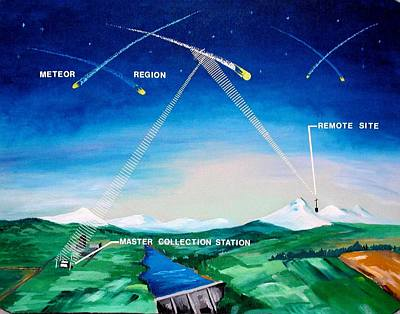 METEOR REGION
REMOTE SITE
MASTER COLLECTION STATION